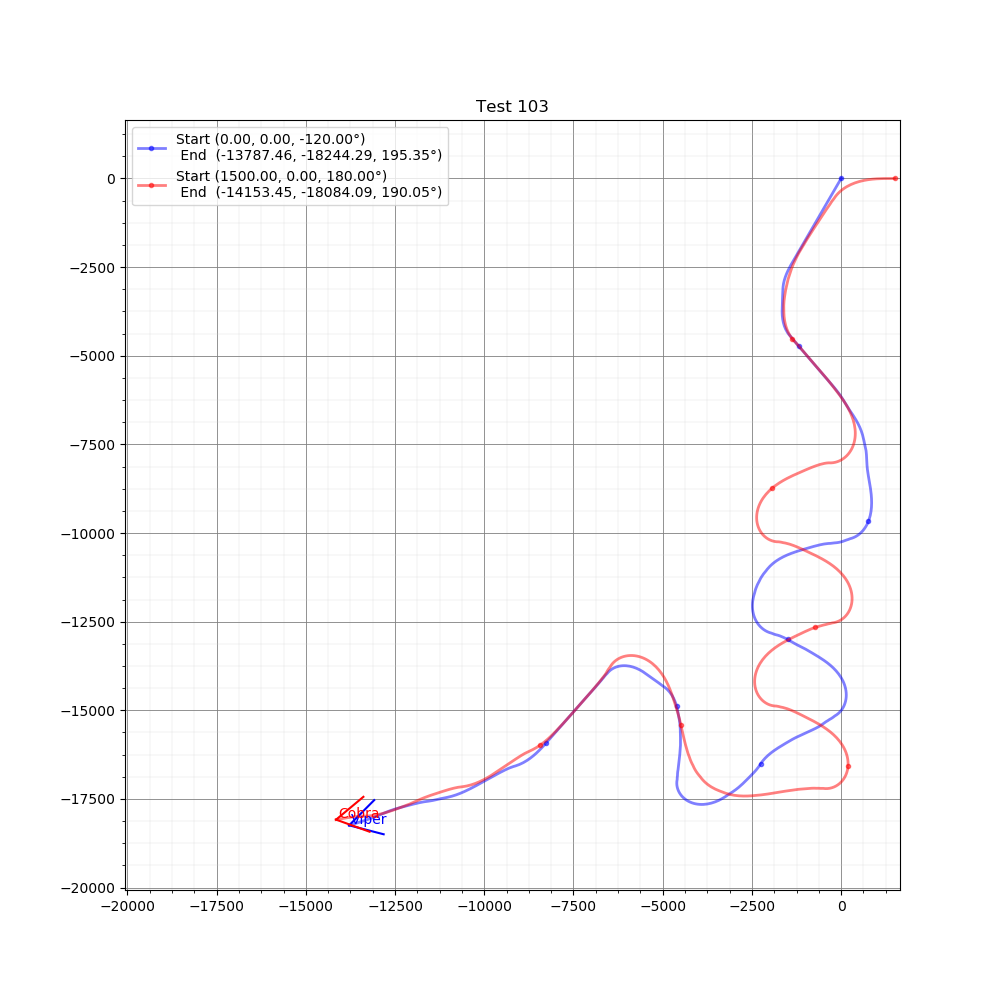 Test 103
Start (0.00, 0.00, -120.00°)
End (-13787.46, -18244.29, 195.35°)
Start (1500.00, 0.00, 180.00°)
End (-14153.45, -18084.09, 190.05°)
0
−2500
−5000
−7500
−10000
−12500
−15000
−17500
−20000
Cobra
Viper
−20000 −17500 −15000 −12500 −10000 −7500 −5000 −2500 0